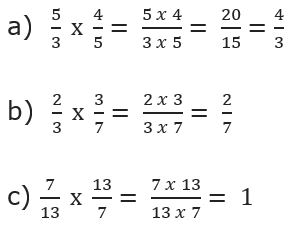 a) 5/3 x 4/5 = 5 x 4/3 x 5 = 20/15 = 4/3
b) 2/3 x 3/7 = 2 x 3/3 x 7 = 2/7
c) 7/13 x 13/7 = 7 x 13/13 x 7 = 1